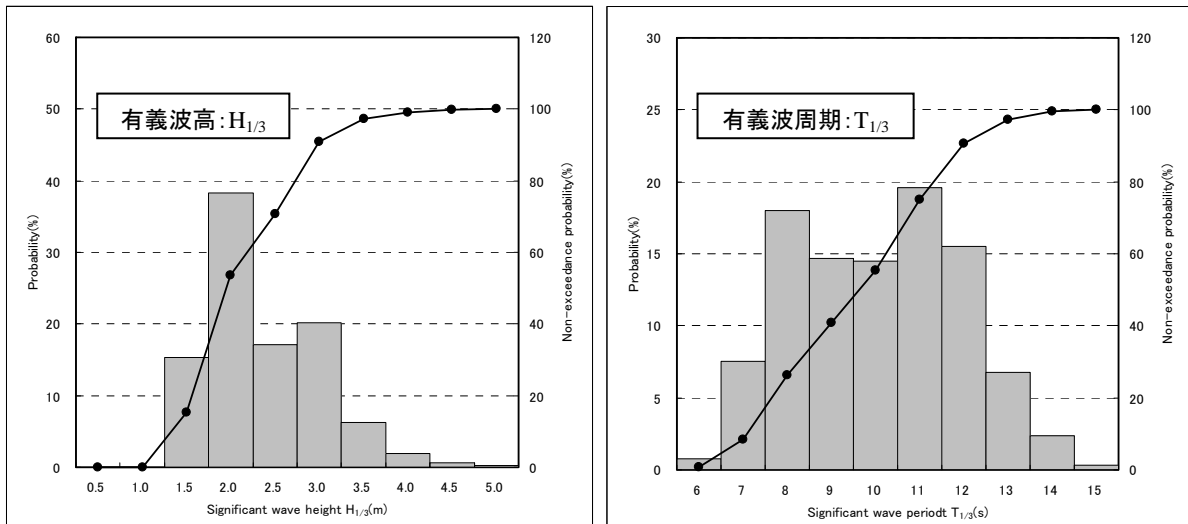 60
50
40
30
20
10
0
Probability(%)
有義波高:H1/3
120
100
80
60
40
20
0
Non-exceedance probability(%)
0.5 1.0 1.5 2.0 2.5 3.0 3.5 4.0 4.5 5.0
Significant wave height H1/3(m)
30
25
20
15
10
5
0
Probability(%)
有義波周期:T1/3
120
100
80
60
40
20
0
Non-exceedance probability(%)
6 7 8 9 10 11 12 13 14 15
Significant wave periodt T1/3(s)